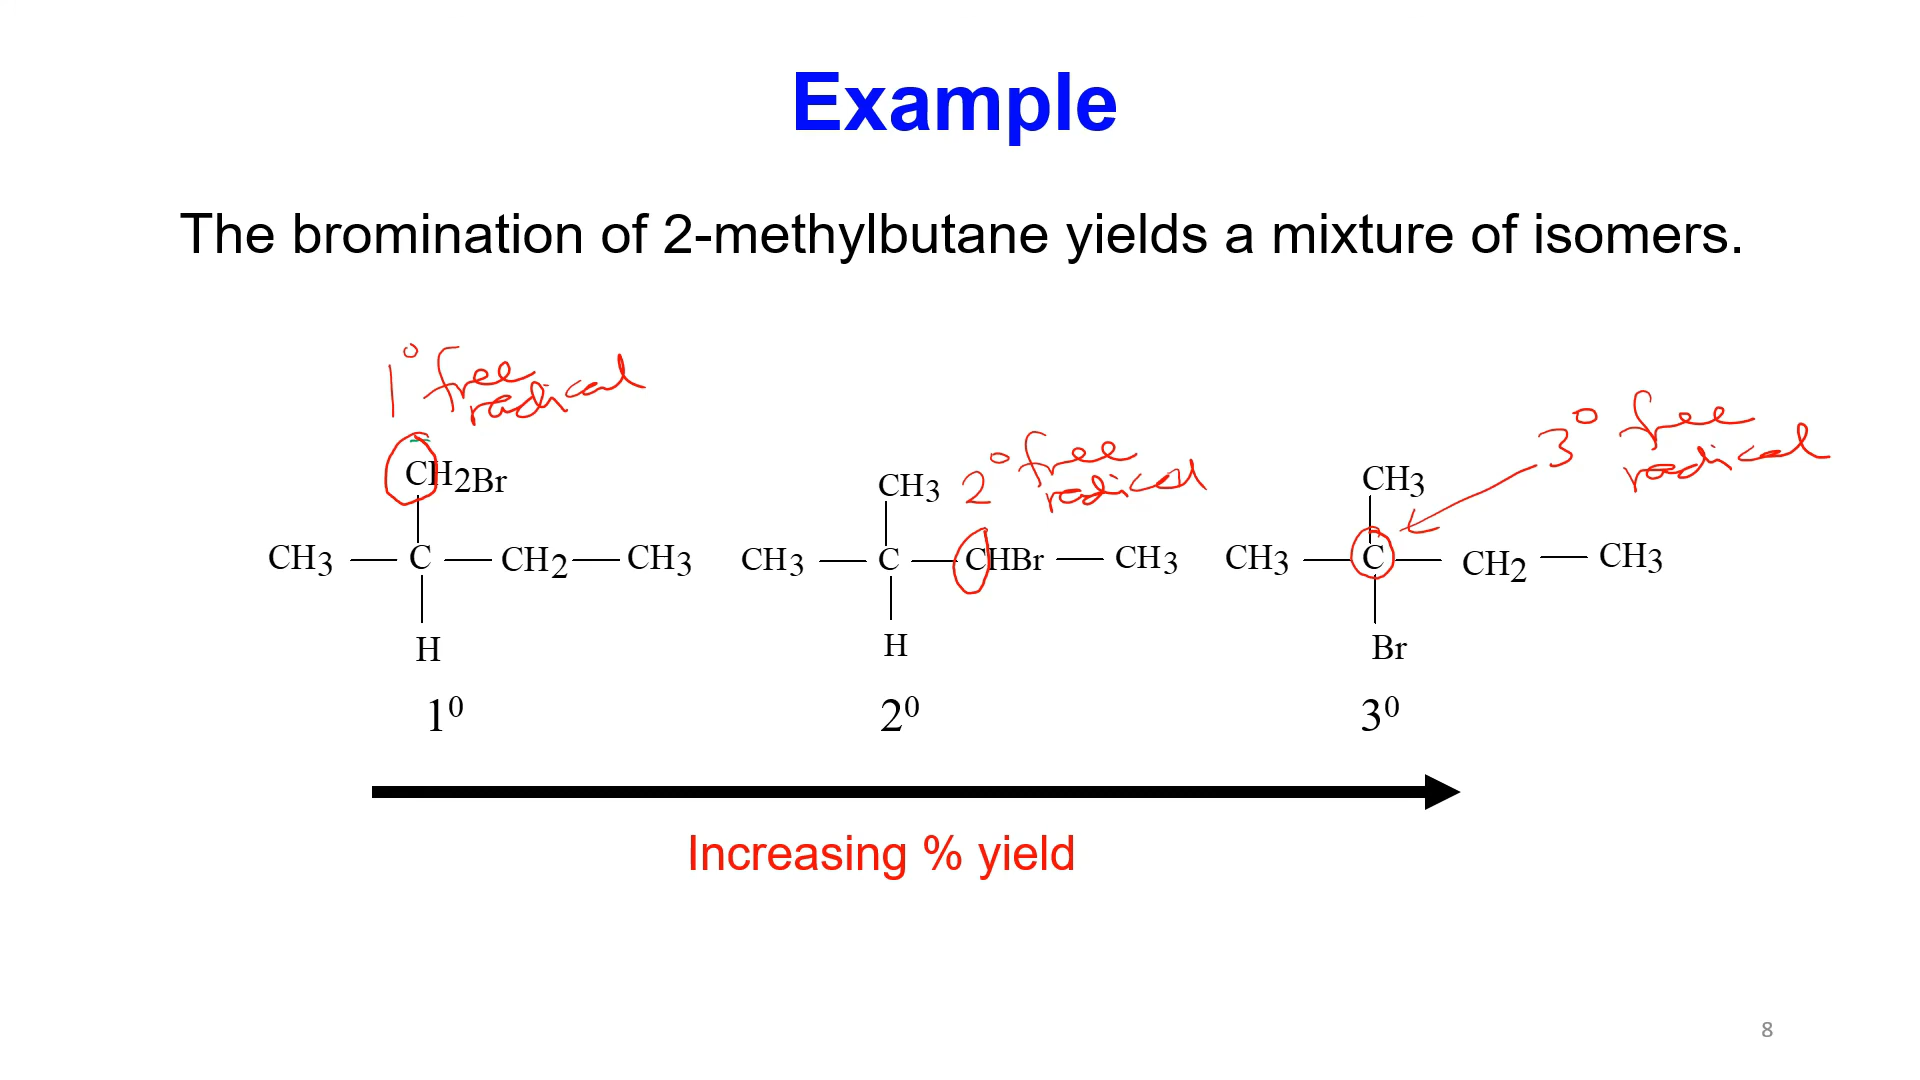 Example
The bromination of 2-methylbutane yields a mixture of isomers.
1° free
radical
CH2Br
CH3 — C — CH2 — CH3
H
1⁰
2° free
radical
CH3
CH3 — C — CHBr — CH3
H
2⁰
3° free
radical
CH3
CH3 — C — CH2 — CH3
Br
3⁰
Increasing % yield
8